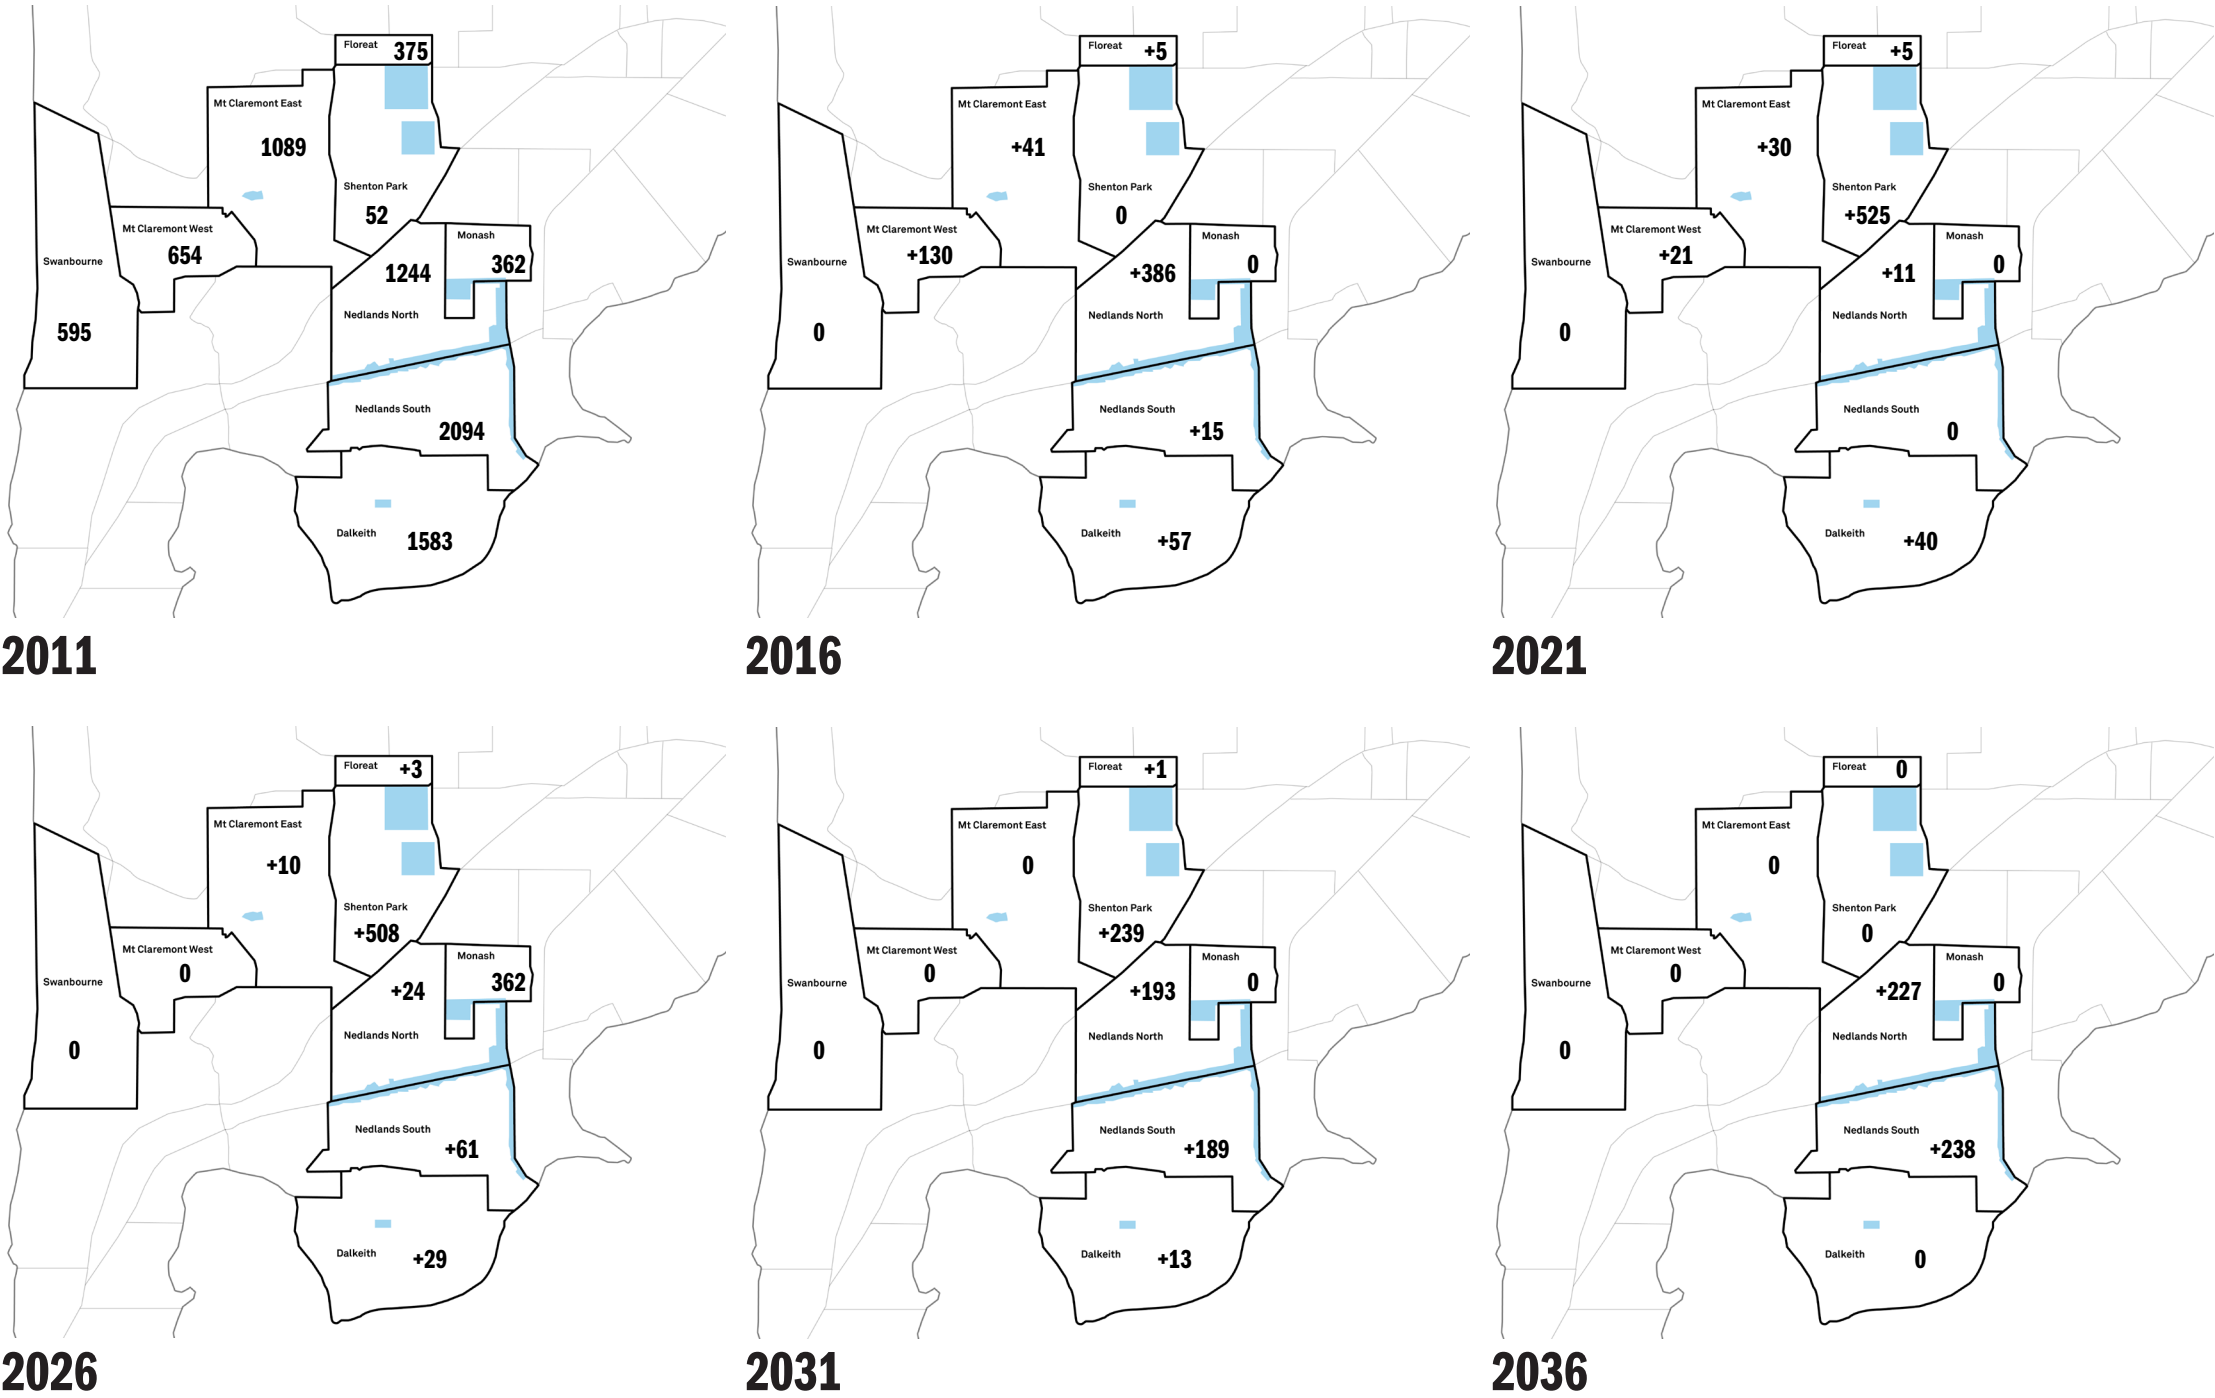 Floreat 375
Mt Claremont East
1089
Shenton Park
52
Mt Claremont West
654
Monash
362
Swanbourne
595
1244
Nedlands North
Nedlands South
2094
Dalkeith
1583
2011
Floreat +5
Mt Claremont East
+41
Shenton Park
0
Mt Claremont West
+130
Monash
0
Swanbourne
0
+386
Nedlands North
Nedlands South
+15
Dalkeith
+57
2016
Floreat +5
Mt Claremont East
+30
Shenton Park
+525
Mt Claremont West
+21
Monash
0
Swanbourne
0
+11
Nedlands North
Nedlands South
0
Dalkeith
+40
2021
Floreat +3
Mt Claremont East
+10
Shenton Park
+508
Mt Claremont West
0
Monash
362
Swanbourne
0
+24
Nedlands North
Nedlands South
+61
Dalkeith
+29
2026
Floreat +1
Mt Claremont East
0
Shenton Park
+239
Mt Claremont West
0
Monash
0
Swanbourne
0
+193
Nedlands North
Nedlands South
+189
Dalkeith
+13
2031
Floreat 0
Mt Claremont East
0
Shenton Park
0
Mt Claremont West
0
Monash
0
Swanbourne
0
+227
Nedlands North
Nedlands South
+238
Dalkeith
0
2036